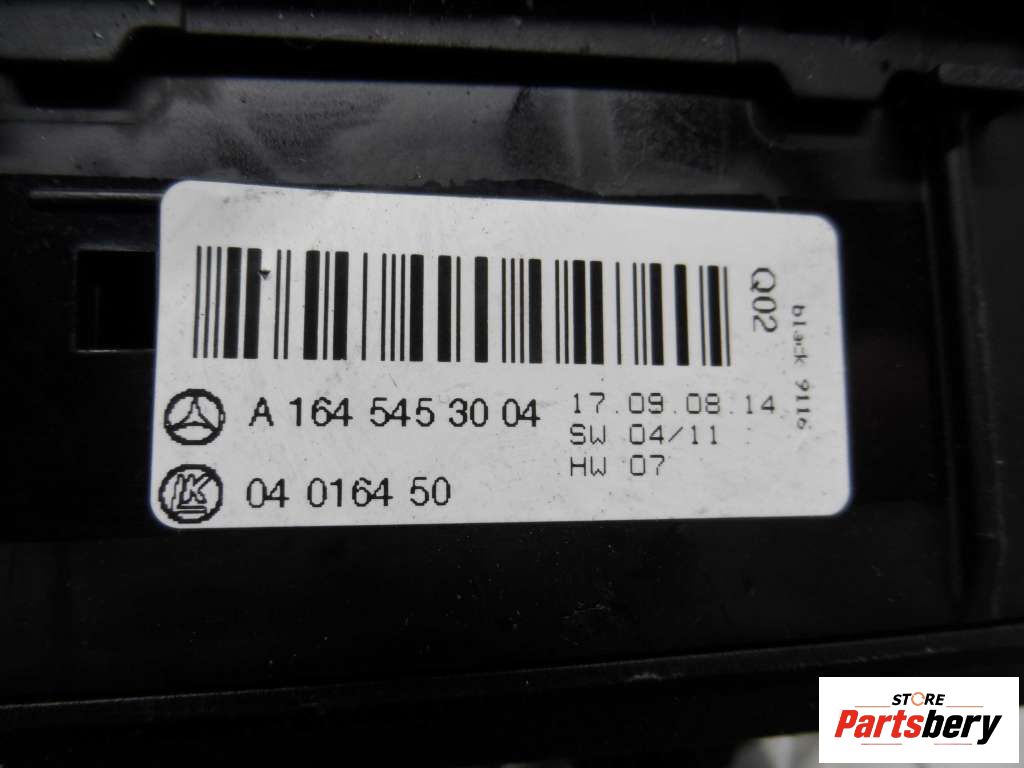 A 164 545 30 04
LK 04 0164 50
17.09.08.14
SW 04/11
HW 07
Q02
black 9116
STORE
Partsbery